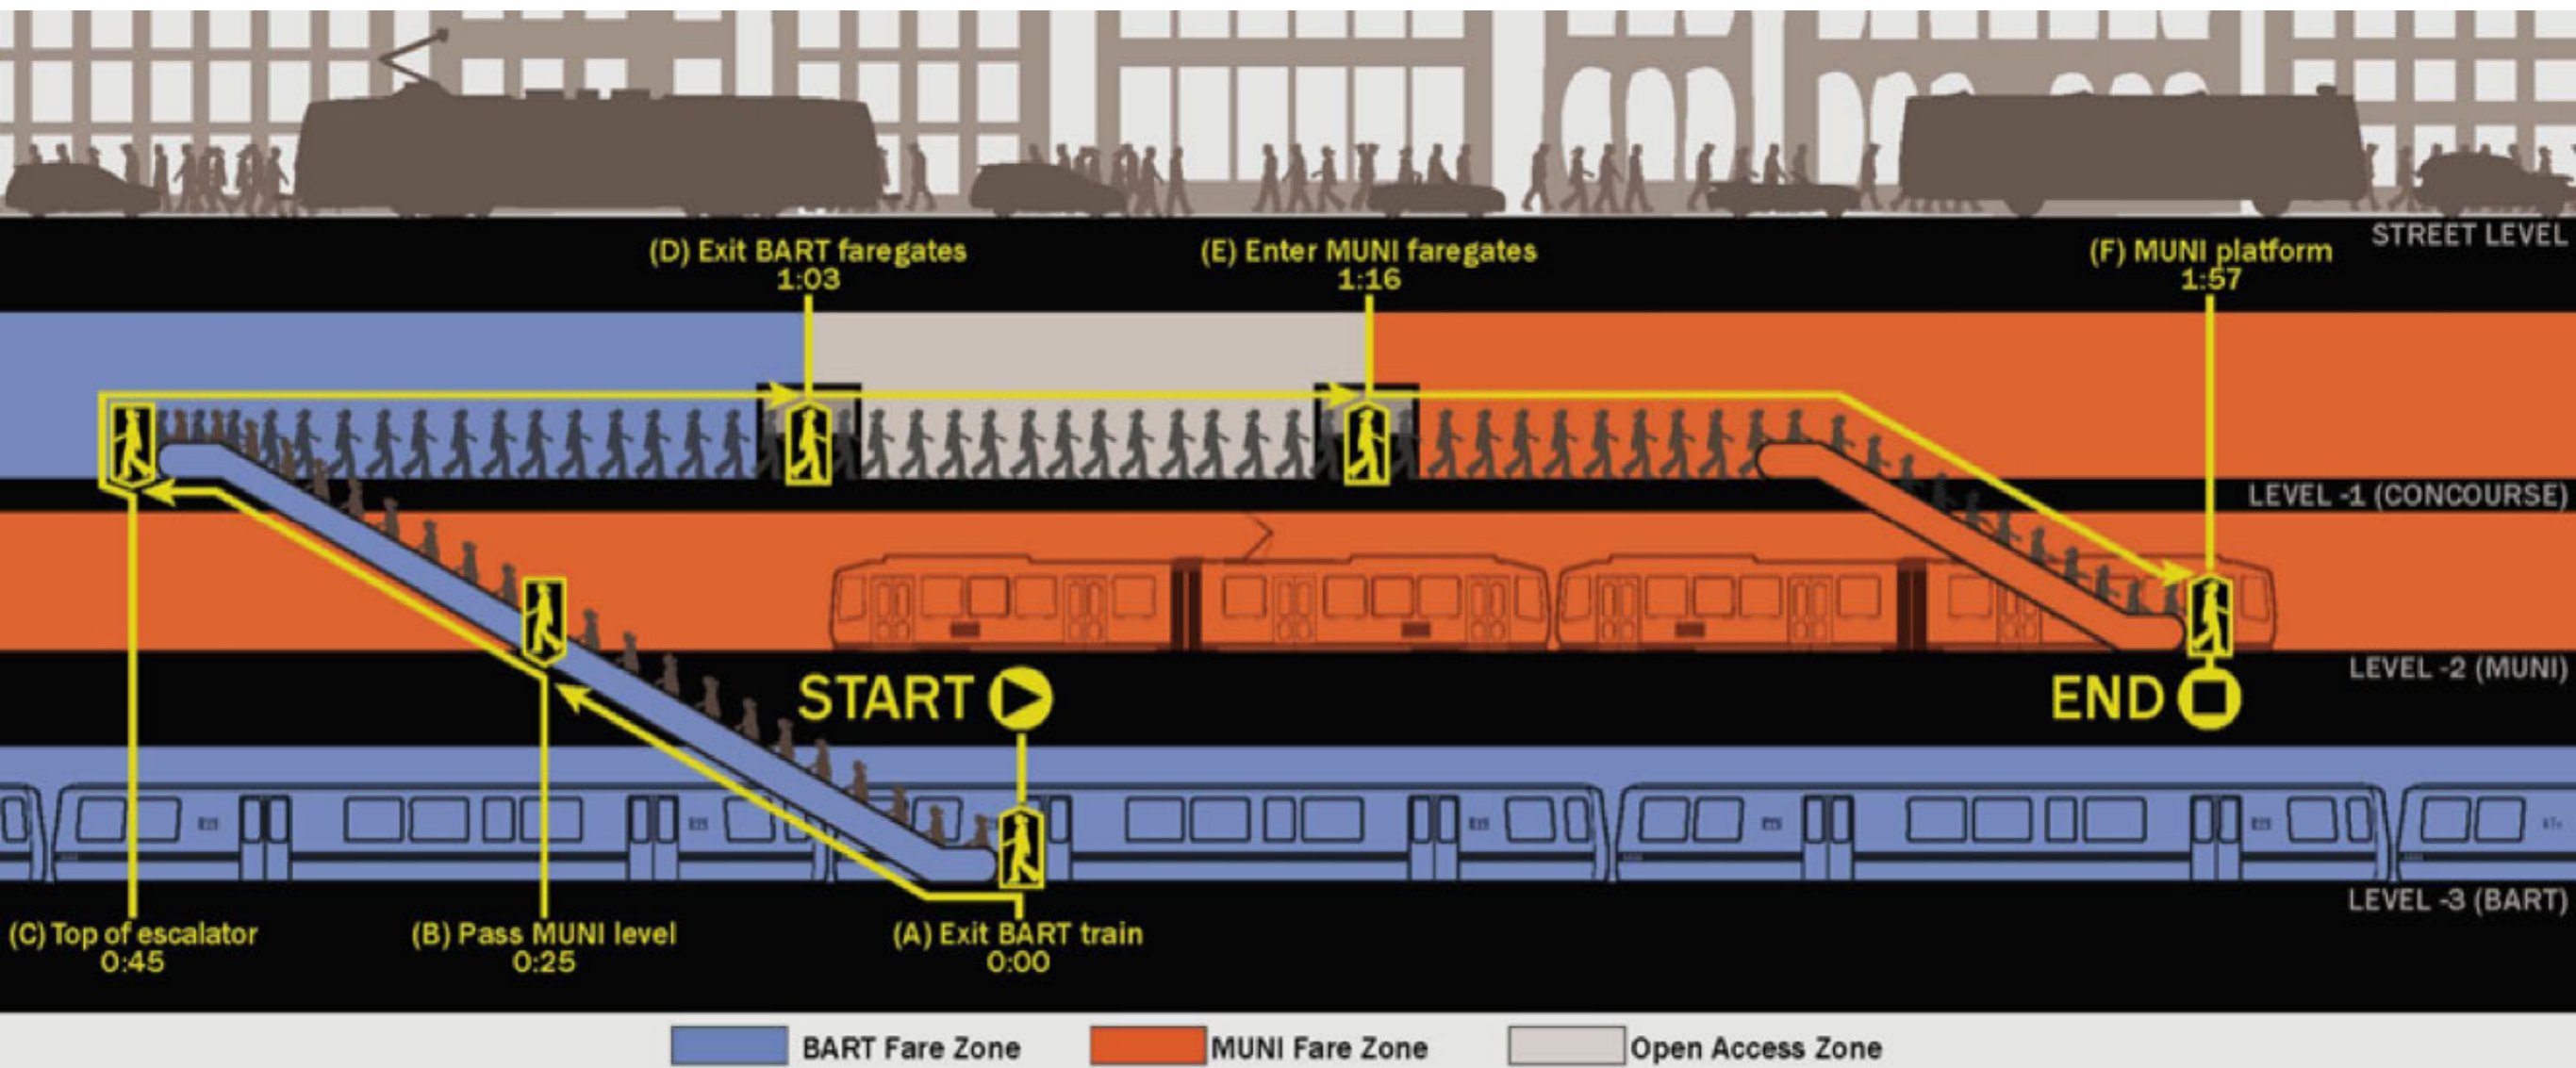 STREET LEVEL
(D) Exit BART faregates
1:03
(E) Enter MUNI faregates
1:16
(F) MUNI platform
1:57
LEVEL -1 (CONCOURSE)
LEVEL -2 (MUNI)
START
END
LEVEL -3 (BART)
(C) Top of escalator
0:45
(B) Pass MUNI level
0:25
(A) Exit BART train
0:00
BART Fare Zone
MUNI Fare Zone
Open Access Zone